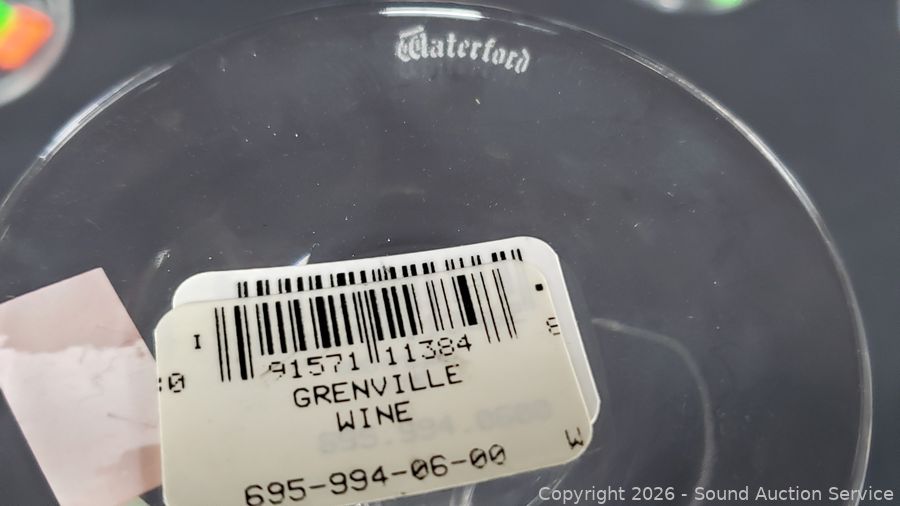 Waterford
I
91571 11384
GRENVILLE
WINE
W
695-994-06-00
Copyright 2026 - Sound Auction Service